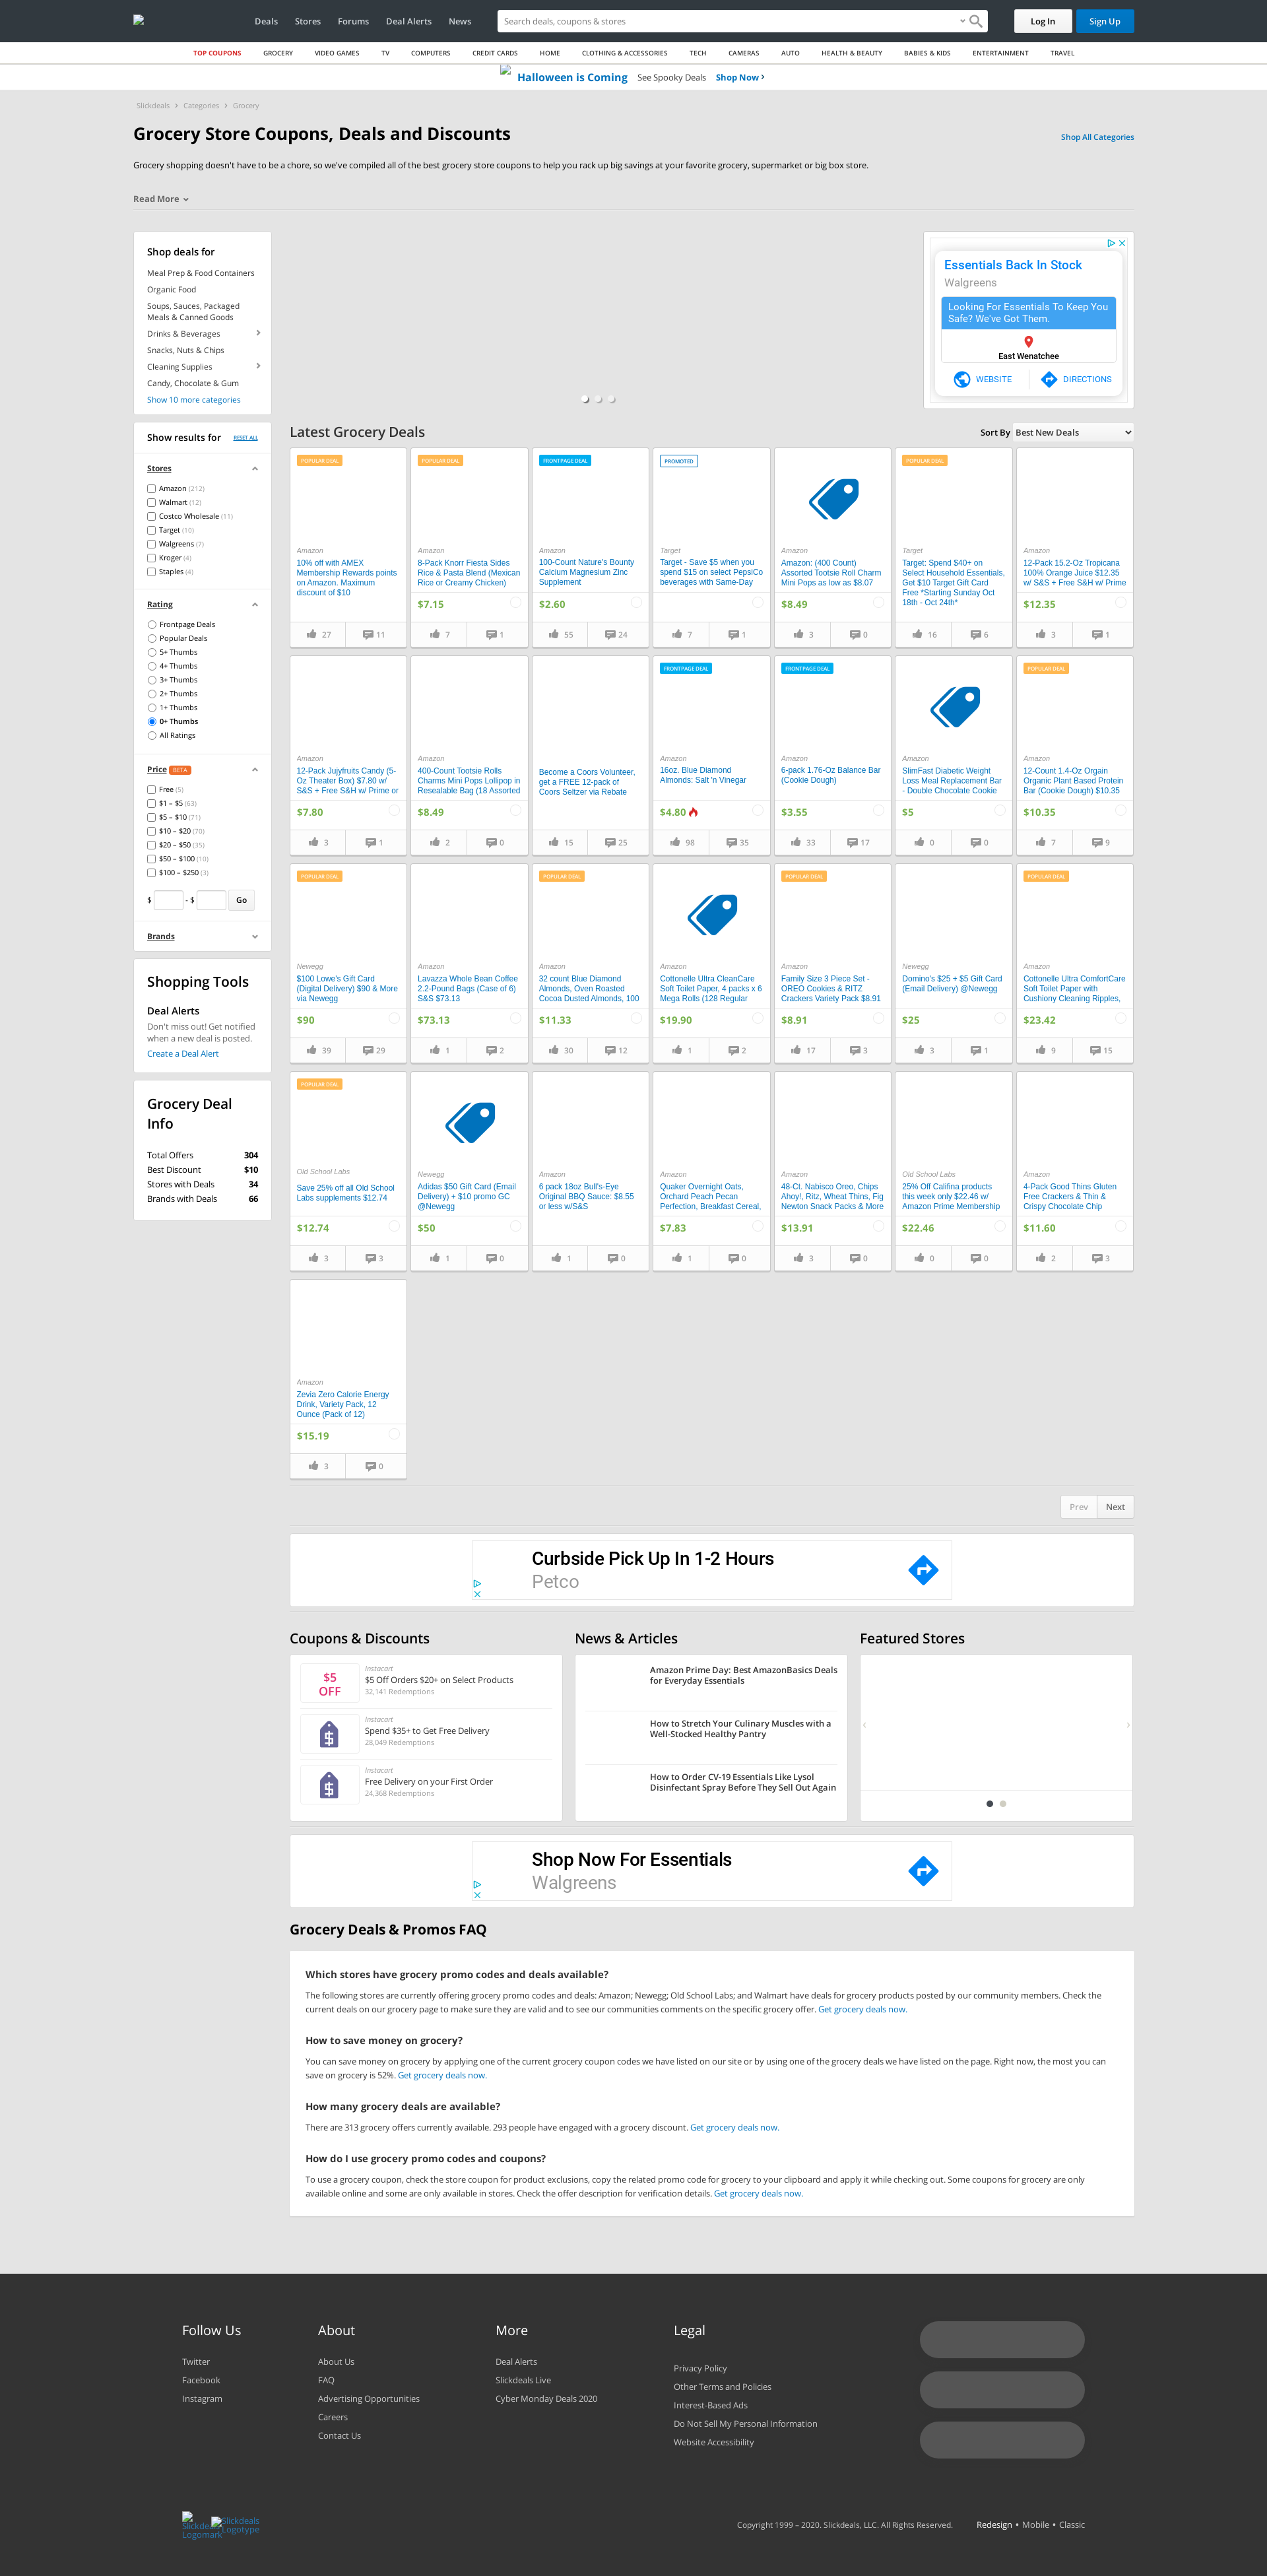 Deals Stores Forums Deal Alerts News
Search deals, coupons & stores
Log In
Sign Up
TOP COUPONS GROCERY VIDEO GAMES TV COMPUTERS CREDIT CARDS HOME CLOTHING & ACCESSORIES TECH CAMERAS AUTO HEALTH & BEAUTY BABIES & KIDS ENTERTAINMENT TRAVEL
Halloween is Coming See Spooky Deals Shop Now
Slickdeals > Categories > Grocery
Grocery Store Coupons, Deals and Discounts
Shop All Categories
Grocery shopping doesn't have to be a chore, so we've compiled all of the best grocery store coupons to help you rack up big savings at your favorite grocery, supermarket or big box store.
Read More
Shop deals for
Meal Prep & Food Containers
Organic Food
Soups, Sauces, Packaged
Meals & Canned Goods
Drinks & Beverages
Snacks, Nuts & Chips
Cleaning Supplies
Candy, Chocolate & Gum
Show 10 more categories
Show results for RESET ALL
Stores
Amazon (212)
Walmart (12)
Costco Wholesale (11)
Target (10)
Walgreens (7)
Kroger (4)
Staples (4)
Rating
Frontpage Deals
Popular Deals
5+ Thumbs
4+ Thumbs
3+ Thumbs
2+ Thumbs
1+ Thumbs
0+ Thumbs
All Ratings
Price BETA
Free (5)
$1 – $5 (63)
$5 – $10 (71)
$10 – $20 (70)
$20 – $50 (35)
$50 – $100 (10)
$100 – $250 (3)
$ - $ Go
Brands
Shopping Tools
Deal Alerts
Don't miss out! Get notified
when a new deal is posted.
Create a Deal Alert
Grocery Deal
Info
Total Offers 304
Best Discount $10
Stores with Deals 34
Brands with Deals 66
Essentials Back In Stock
Walgreens
Looking For Essentials To Keep You
Safe? We've Got Them.
East Wenatchee
WEBSITE
DIRECTIONS
Latest Grocery Deals
Sort By Best New Deals
POPULAR DEAL
Amazon
10% off with AMEX
Membership Rewards points
on Amazon. Maximum
discount of $10
27 11
POPULAR DEAL
Amazon
8-Pack Knorr Fiesta Sides
Rice & Pasta Blend (Mexican
Rice or Creamy Chicken)
$7.15
7 1
FRONTPAGE DEAL
Amazon
100-Count Nature's Bounty
Calcium Magnesium Zinc
Supplement
$2.60
55 24
PROMOTED
Target
Target - Save $5 when you
spend $15 on select PepsiCo
beverages with Same-Day
7 1
Amazon
Amazon: (400 Count)
Assorted Tootsie Roll Charm
Mini Pops as low as $8.07
$8.49
3 0
POPULAR DEAL
Target
Target: Spend $40+ on
Select Household Essentials,
Get $10 Target Gift Card
Free *Starting Sunday Oct
18th - Oct 24th*
16 6
Amazon
12-Pack 15.2-Oz Tropicana
100% Orange Juice $12.35
w/ S&S + Free S&H w/ Prime
$12.35
3 1
Amazon
12-Pack Jujyfruits Candy (5-
Oz Theater Box) $7.80 w/
S&S + Free S&H w/ Prime or
$7.80
3 1
Amazon
400-Count Tootsie Rolls
Charms Mini Pops Lollipop in
Resealable Bag (18 Assorted
$8.49
2 0
Become a Coors Volunteer,
get a FREE 12-pack of
Coors Seltzer via Rebate
15 25
FRONTPAGE DEAL
Amazon
16oz. Blue Diamond
Almonds: Salt 'n Vinegar
$4.80
98 35
FRONTPAGE DEAL
Amazon
6-pack 1.76-Oz Balance Bar
(Cookie Dough)
$3.55
33 17
Amazon
SlimFast Diabetic Weight
Loss Meal Replacement Bar
- Double Chocolate Cookie
$5
0 0
POPULAR DEAL
Amazon
12-Count 1.4-Oz Orgain
Organic Plant Based Protein
Bar (Cookie Dough) $10.35
$10.35
7 9
POPULAR DEAL
Newegg
$100 Lowe's Gift Card
(Digital Delivery) $90 & More
via Newegg
$90
39 29
Amazon
Lavazza Whole Bean Coffee
2.2-Pound Bags (Case of 6)
S&S $73.13
$73.13
1 2
POPULAR DEAL
Amazon
32 count Blue Diamond
Almonds, Oven Roasted
Cocoa Dusted Almonds, 100
$11.33
30 12
Amazon
Cottonelle Ultra CleanCare
Soft Toilet Paper, 4 packs x 6
Mega Rolls (128 Regular
$19.90
1 2
POPULAR DEAL
Amazon
Family Size 3 Piece Set -
OREO Cookies & RITZ
Crackers Variety Pack $8.91
$8.91
17 3
Newegg
Domino's $25 + $5 Gift Card
(Email Delivery) @Newegg
$25
3 1
POPULAR DEAL
Amazon
Cottonelle Ultra ComfortCare
Soft Toilet Paper with
Cushiony Cleaning Ripples,
$23.42
9 15
POPULAR DEAL
Old School Labs
Save 25% off all Old School
Labs supplements $12.74
$12.74
3 3
Newegg
Adidas $50 Gift Card (Email
Delivery) + $10 promo GC
@Newegg
$50
1 0
Amazon
6 pack 18oz Bull's-Eye
Original BBQ Sauce: $8.55
or less w/S&S
1 0
Amazon
Quaker Overnight Oats,
Orchard Peach Pecan
Perfection, Breakfast Cereal,
$7.83
1 0
Amazon
48-Ct. Nabisco Oreo, Chips
Ahoy!, Ritz, Wheat Thins, Fig
Newton Snack Packs & More
$13.91
3 0
Old School Labs
25% Off Califina products
this week only $22.46 w/
Amazon Prime Membership
$22.46
0 0
Amazon
4-Pack Good Thins Gluten
Free Crackers & Thin &
Crispy Chocolate Chip
$11.60
2 3
Amazon
Zevia Zero Calorie Energy
Drink, Variety Pack, 12
Ounce (Pack of 12)
$15.19
3 0
Prev Next
Curbside Pick Up In 1-2 Hours
Petco
Coupons & Discounts
$5
OFF
Instacart
$5 Off Orders $20+ on Select Products
32,141 Redemptions
Instacart
Spend $35+ to Get Free Delivery
28,049 Redemptions
Instacart
Free Delivery on your First Order
24,368 Redemptions
News & Articles
Amazon Prime Day: Best AmazonBasics Deals
for Everyday Essentials
How to Stretch Your Culinary Muscles with a
Well-Stocked Healthy Pantry
How to Order CV-19 Essentials Like Lysol
Disinfectant Spray Before They Sell Out Again
Featured Stores
Shop Now For Essentials
Walgreens
Grocery Deals & Promos FAQ
Which stores have grocery promo codes and deals available?
The following stores are currently offering grocery promo codes and deals: Amazon; Newegg; Old School Labs; and Walmart have deals for grocery products posted by our community members. Check the
current deals on our grocery page to make sure they are valid and to see our communities comments on the specific grocery offer. Get grocery deals now.
How to save money on grocery?
You can save money on grocery by applying one of the current grocery coupon codes we have listed on our site or by using one of the grocery deals we have listed on the page. Right now, the most you can
save on grocery is 52%. Get grocery deals now.
How many grocery deals are available?
There are 313 grocery offers currently available. 293 people have engaged with a grocery discount. Get grocery deals now.
How do I use grocery promo codes and coupons?
To use a grocery coupon, check the store coupon for product exclusions, copy the related promo code for grocery to your clipboard and apply it while checking out. Some coupons for grocery are only
available online and some are only available in stores. Check the offer description for verification details. Get grocery deals now.
Follow Us
Twitter
Facebook
Instagram
About
About Us
FAQ
Advertising Opportunities
Careers
Contact Us
More
Deal Alerts
Slickdeals Live
Cyber Monday Deals 2020
Legal
Privacy Policy
Other Terms and Policies
Interest-Based Ads
Do Not Sell My Personal Information
Website Accessibility
Slickdeals
Logomark
Slickdeals
Logotype
Copyright 1999 – 2020. Slickdeals, LLC. All Rights Reserved.
Redesign • Mobile • Classic